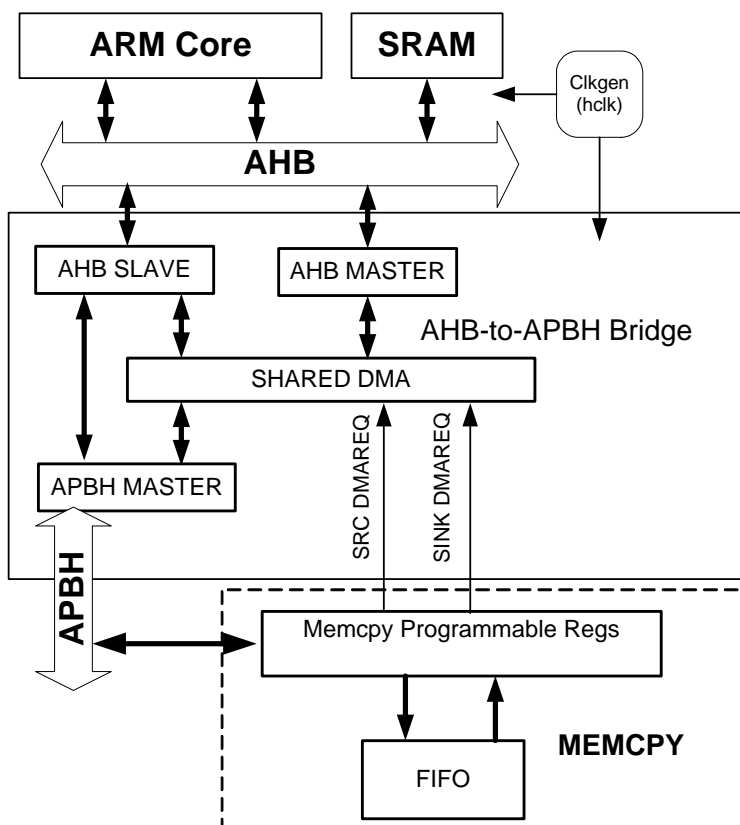 ARM Core
SRAM
Clkgen
(hclk)
AHB
AHB SLAVE
AHB MASTER
AHB-to-APBH Bridge
SHARED DMA
SRC DMAREQ
SINK DMAREQ
APBH MASTER
APBH
Memcpy Programmable Regs
MEMCPY
FIFO